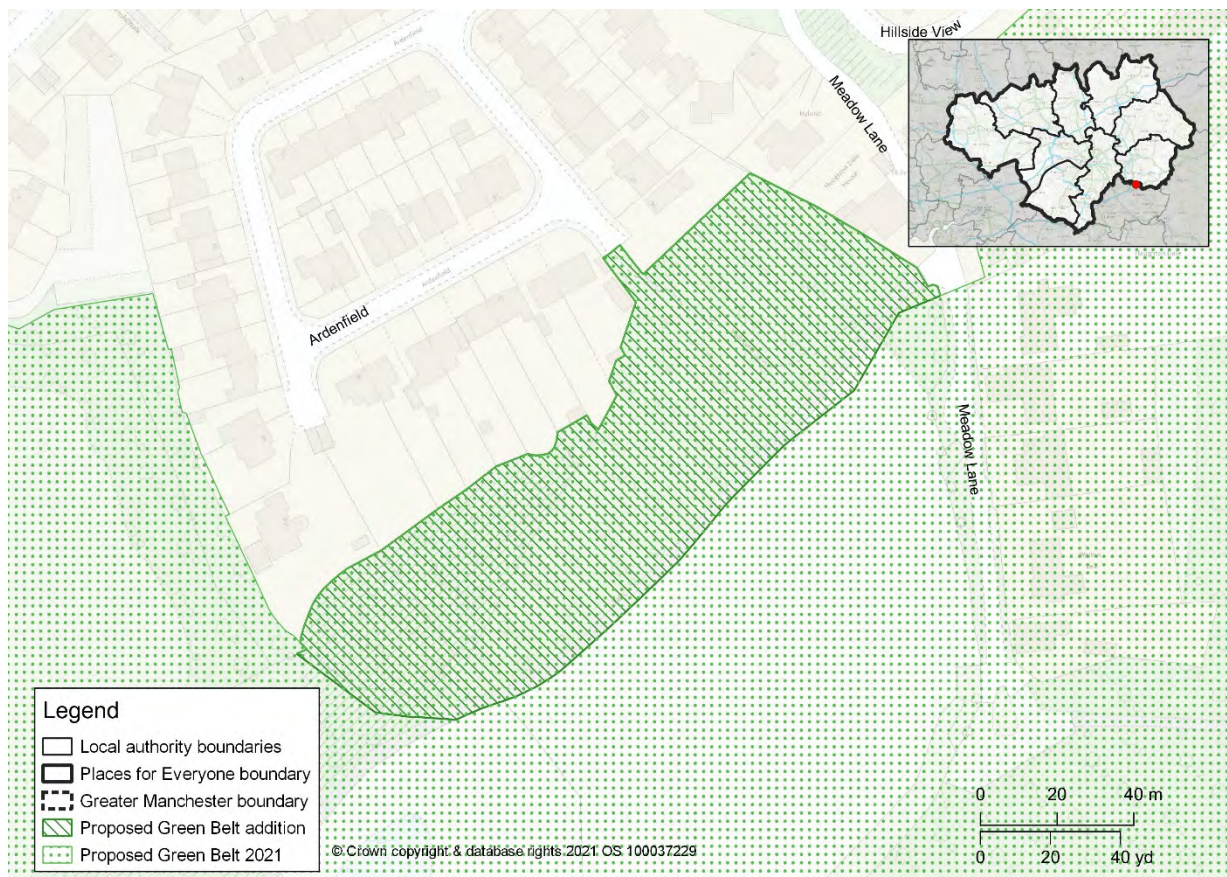 Hillside View
Meadow Lane
Ardenfield
Ardenfield
Ardenfield
Ardenfield
Meadow Lane
Legend
Local authority boundaries
Places for Everyone boundary
Greater Manchester boundary
Proposed Green Belt addition
Proposed Green Belt 2021
© Crown copyright & database rights 2021 OS 100037229
0 20 40 m
0 20 40 yd